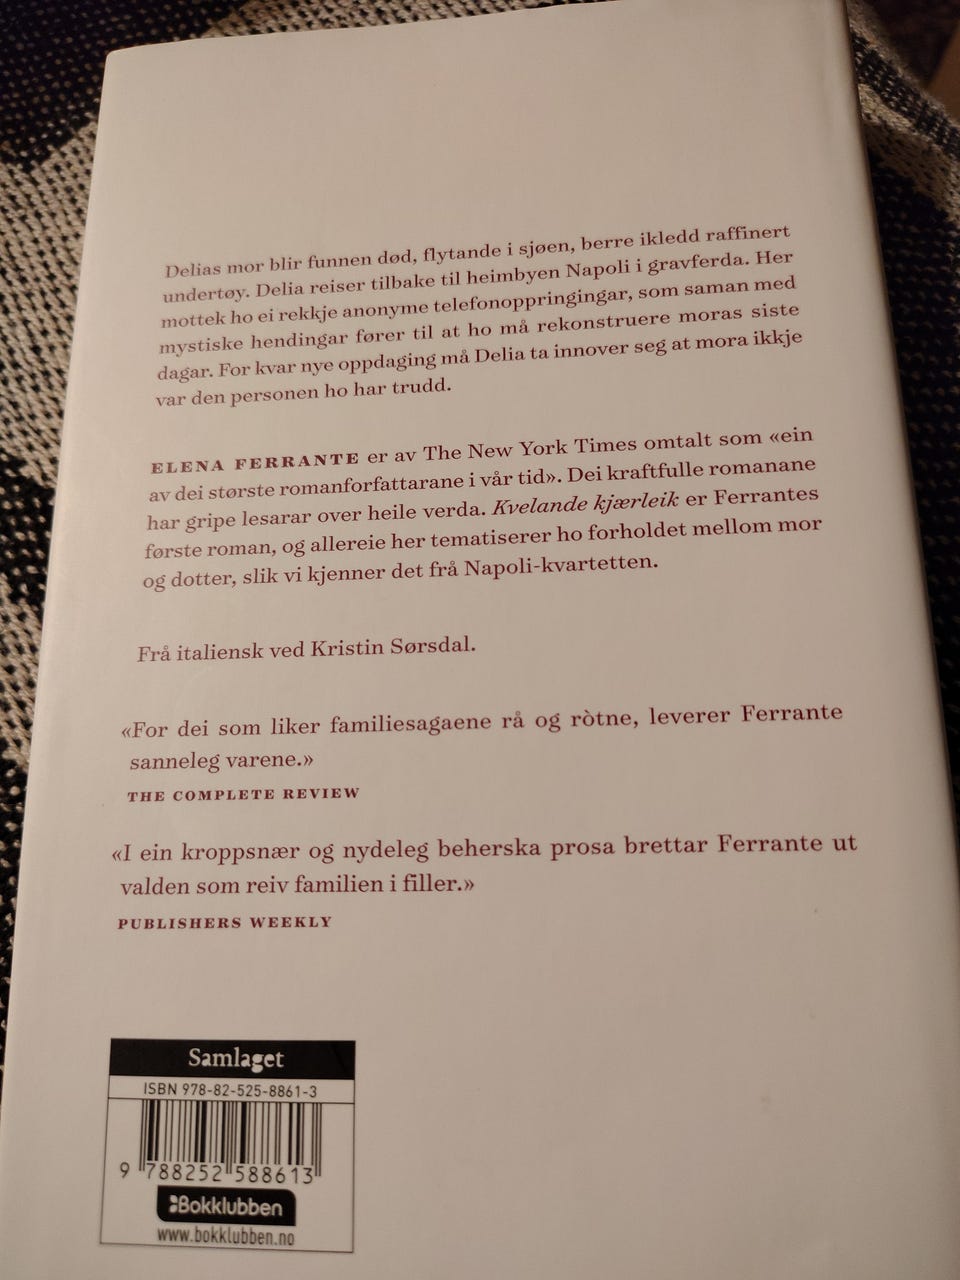 Delias mor blir funnen død, flytande i sjøen, berre ikledd raffinert
undertøy. Delia reiser tilbake til heimbyen Napoli i gravferda. Her
mottek ho ei rekkje anonyme telefonoppringingar, som saman med
mystiske hendingar fører til at ho må rekonstruere moras siste
dagar. For kvar nye oppdaging må Delia ta innover seg at mora ikkje
var den personen ho har trudd.
ELENA FERRANTE er av The New York Times omtalt som «ein
av dei største romanforfattarane i vår tid». Dei kraftfulle romanane
har gripe lesarar over heile verda. Kvelande kjærleik er Ferrantes
første roman, og allereie her tematiserer ho forholdet mellom mor
og dotter, slik vi kjenner det frå Napoli-kvartetten.
Frå italiensk ved Kristin Sørsdal.
«For dei som liker familiesagaene rå og ròtne, leverer Ferrante
sanneleg varene.»
THE COMPLETE REVIEW
«I ein kroppsnær og nydeleg beherska prosa brettar Ferrante ut
valden som reiv familien i filler.»
PUBLISHERS WEEKLY
Samlaget
ISBN 978-82-525-8861-3
9 788252 588613
Bokklubben
www.bokklubben.no